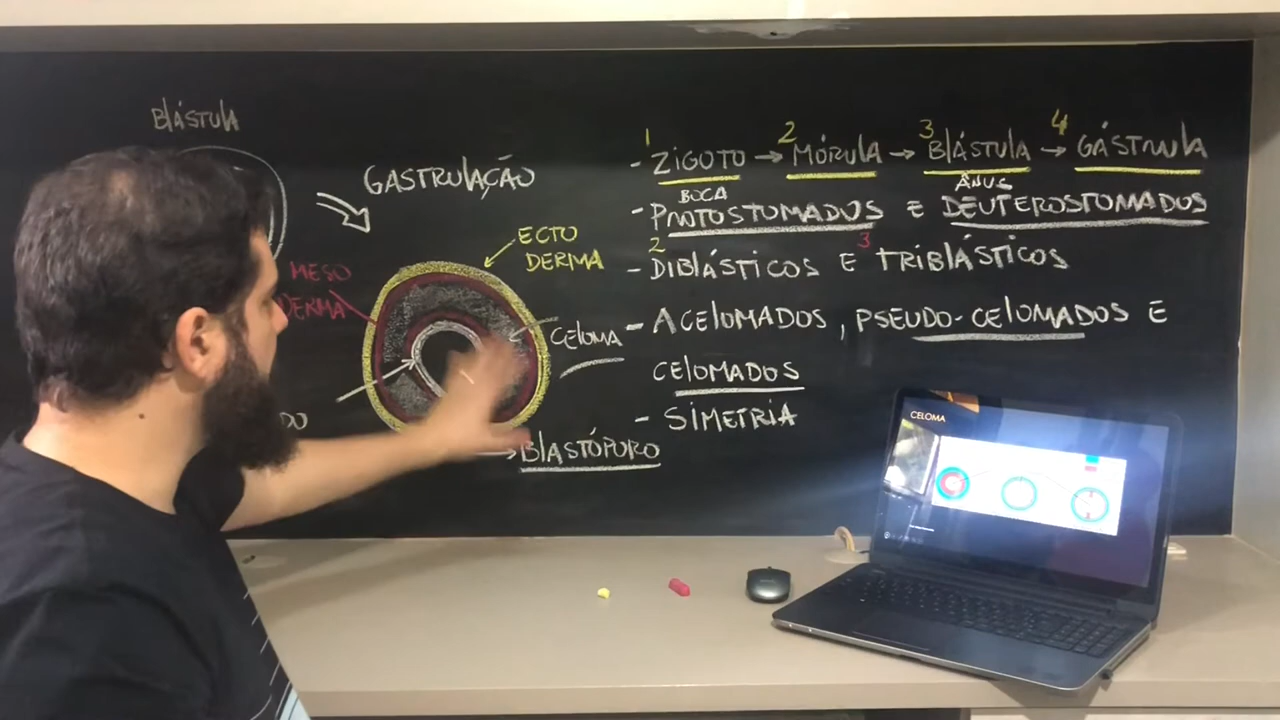 BLÁSTULA
GASTRULAÇÃO
ECTO
DERMA
MESO
DERMA
CELOMA
BLASTÓPORO
1 2 3 4
- ZIGOTO → MÓRULA → BLÁSTULA → GÁSTRULA
BOCA ÂNUS
- PROTOSTOMADOS E DEUTEROSTOMADOS
2 3
- DIBLÁSTICOS E TRIBLÁSTICOS
- ACELOMADOS, PSEUDO-CELOMADOS E
CELOMADOS
- SIMETRIA
CELOMA